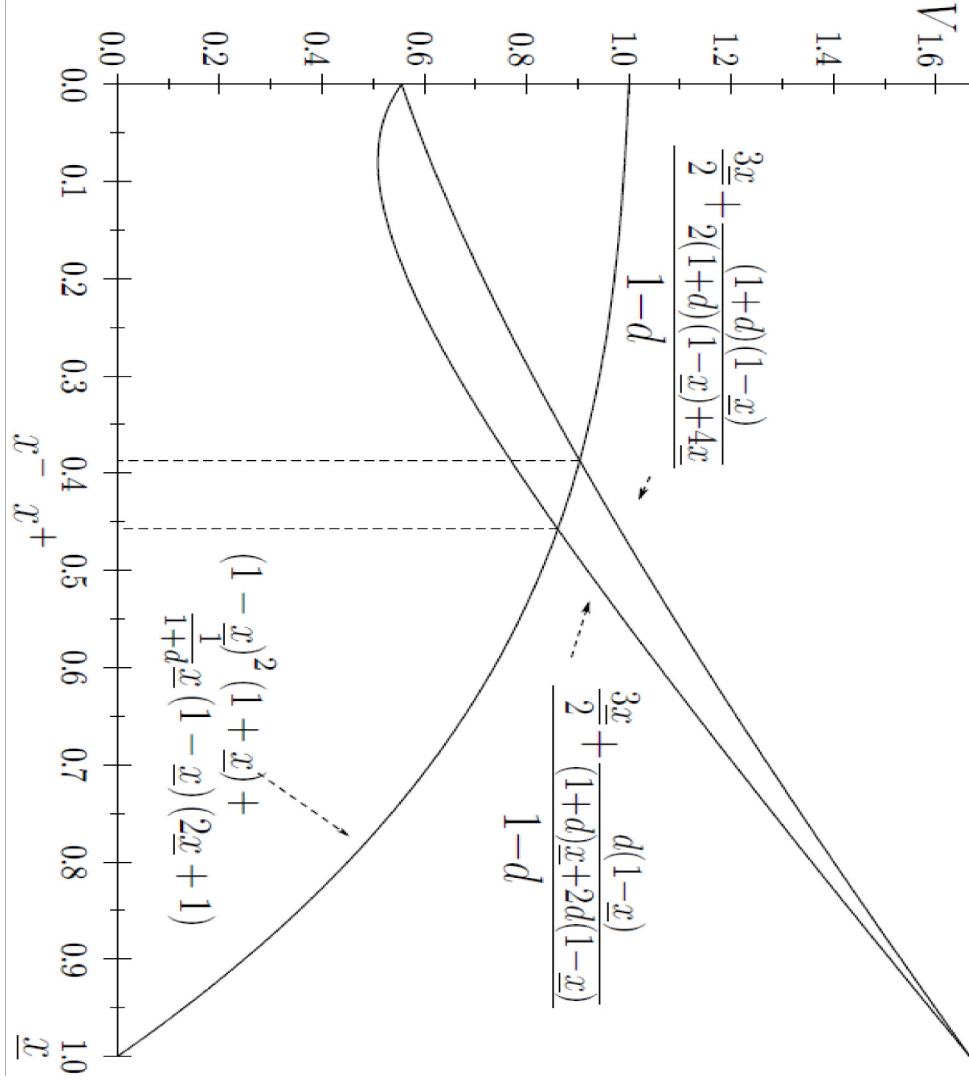 V
1.6
1.4
1.2
1.0
0.8
0.6
0.4
0.2
0.0
(1+d)(1−x̲)
3x̲/2 + ———
2(1+d)(1−x̲)+4x̲
1−d
d(1−x̲)
3x̲/2 + ———
(1+d)x̲+2d(1−x̲)
1−d
(1 − x̲)² (1 + x̲) +
1/(1+d) x̲ (1 − x̲) (2x̲ + 1)
0.0 0.1 0.2 0.3 0.4 0.5 0.6 0.7 0.8 0.9 1.0
x⁻ x⁺ x̲